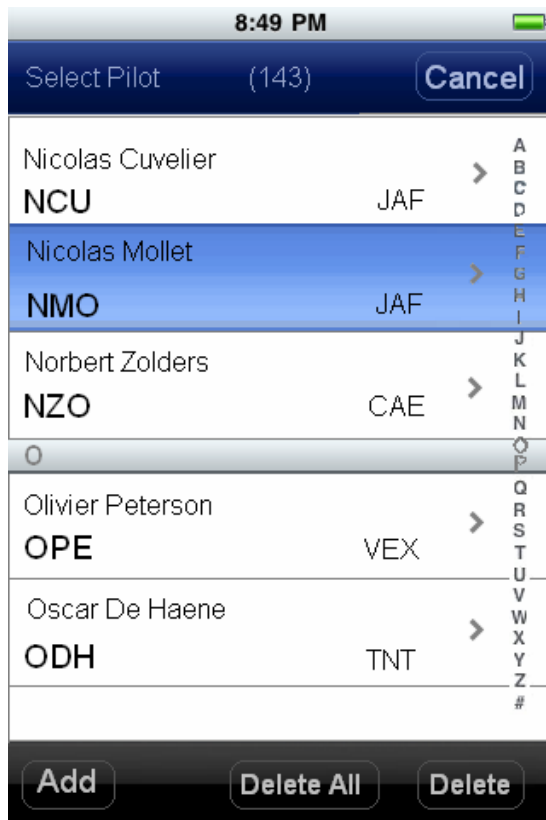 8:49 PM
Select Pilot (143) Cancel
Nicolas Cuvelier
NCU JAF
Nicolas Mollet
NMO JAF
Norbert Zolders
NZO CAE
O
Olivier Peterson
OPE VEX
Oscar De Haene
ODH TNT
A
B
C
D
E
F
G
H
I
J
K
L
M
N
O
P
Q
R
S
T
U
V
W
X
Y
Z
#
Add Delete All Delete